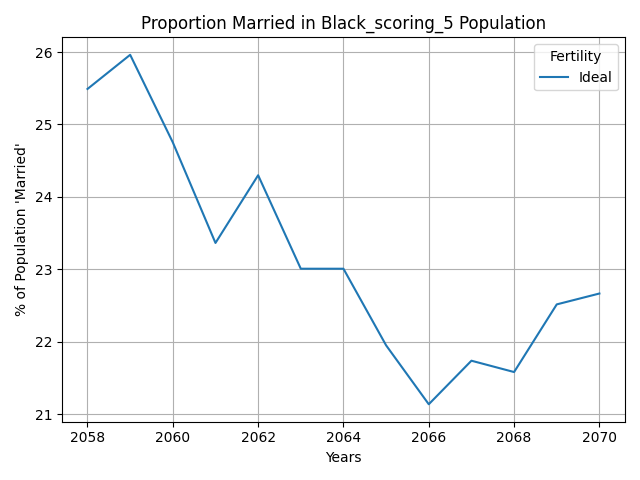 Proportion Married in Black_scoring_5 Population
Fertility
Ideal
% of Population 'Married'
26
25
24
23
22
21
2058 2060 2062 2064 2066 2068 2070
Years